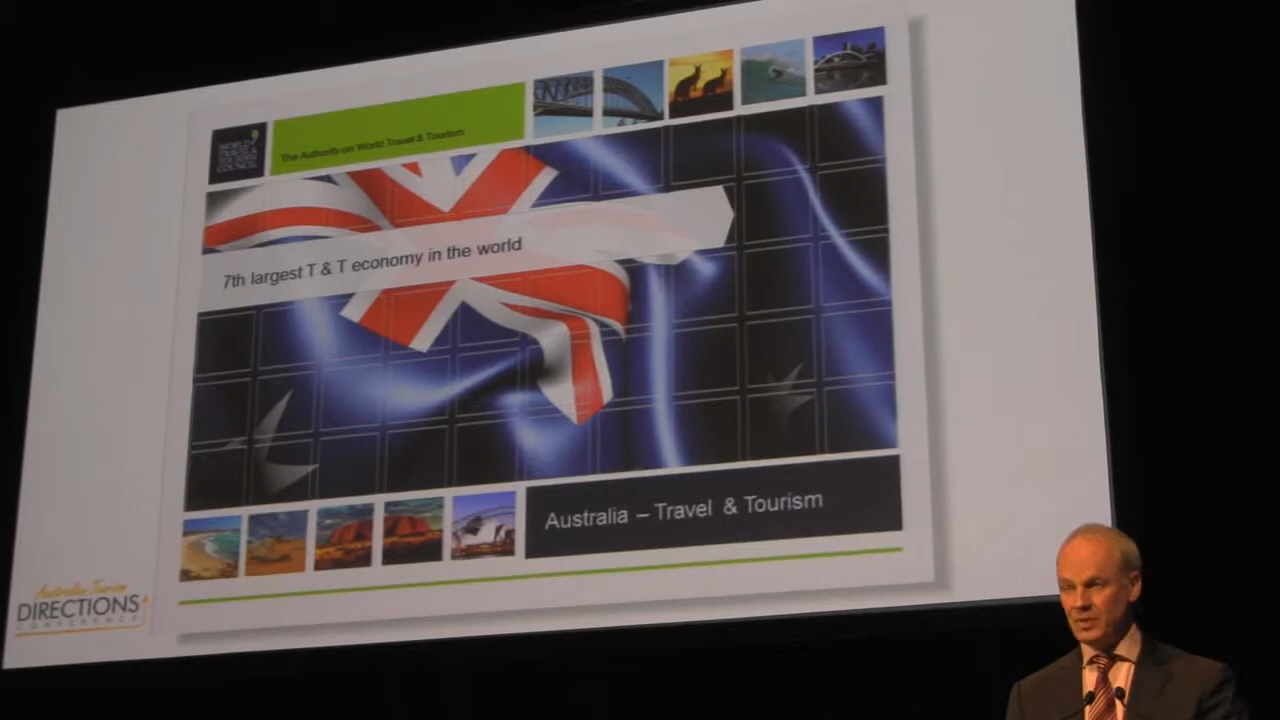 WORLD
TRAVEL &
TOURISM
COUNCIL
The Authority on World Travel & Tourism
7th largest T & T economy in the world
Australia – Travel & Tourism
Australia Tourism
DIRECTIONS
CONFERENCE